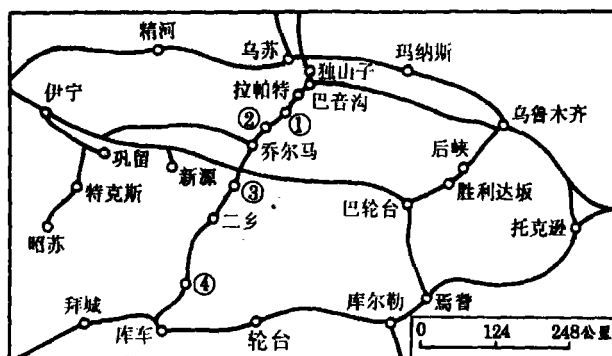 精河
乌苏
独山子
玛纳斯
伊宁
拉帕特
巴音沟
乌鲁木齐
②
①
乔尔马
后峡
巩留
新源
胜利达坂
特克斯
③
巴轮台
二乡
托克逊
昭苏
④
拜城
库车
轮台
库尔勒
焉耆
0 124 248公里